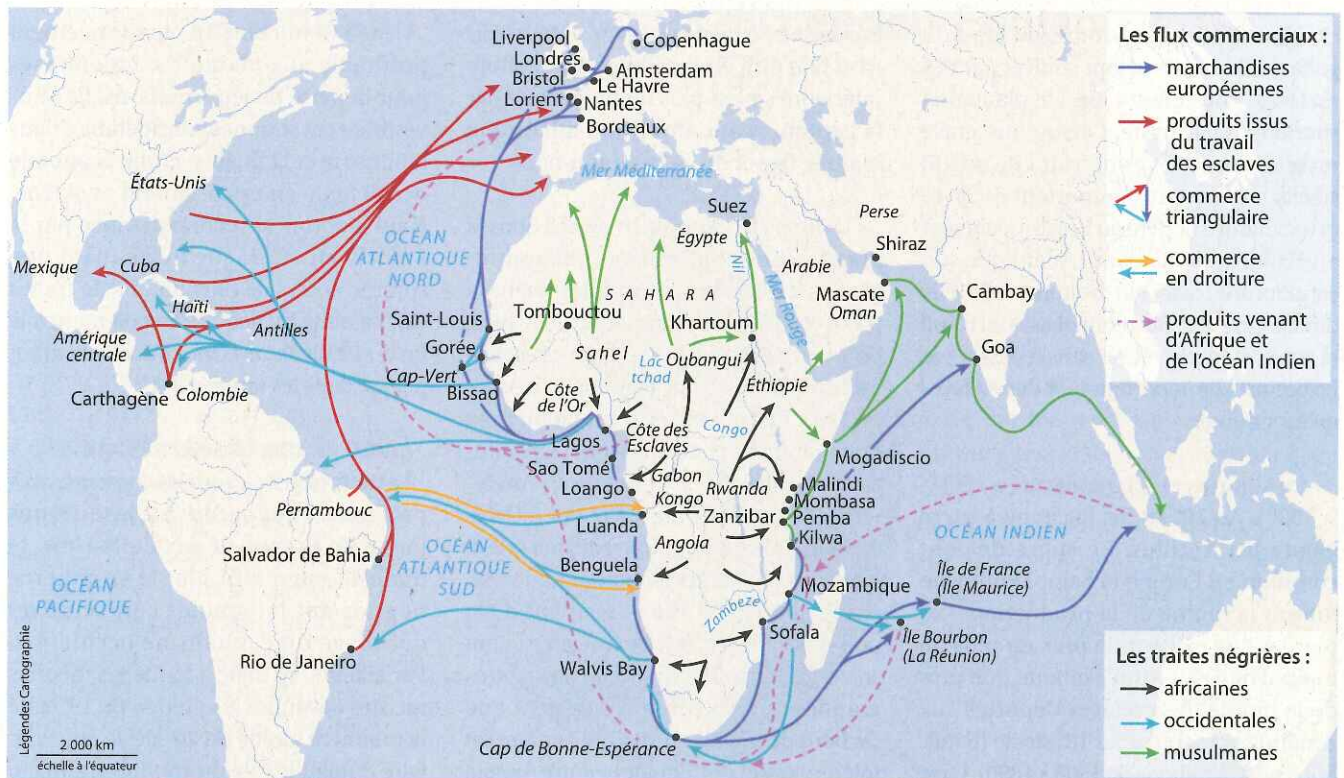 Liverpool
Londres
Bristol
Lorient
Copenhague
Amsterdam
Le Havre
Nantes
Bordeaux
Les flux commerciaux :
marchandises
européennes
produits issus
du travail
des esclaves
commerce
triangulaire
commerce
en droiture
produits venant
d'Afrique et
de l'océan Indien
États-Unis
Mexique
Cuba
Haïti
Antilles
Amérique
centrale
Carthagène
Colombie
OCÉAN
ATLANTIQUE
NORD
Mer Méditerranée
Suez
Égypte
Nil
Perse
Shiraz
Arabie
Mer Rouge
Mascate
Oman
Cambay
Goa
SAHARA
Saint-Louis
Tombouctou
Khartoum
Gorée
Sahel
Lac
tchad
Oubangui
Cap-Vert
Bissao
Éthiopie
Côte
de l'Or
Lagos
Côte des
Esclaves
Congo
Mogadiscio
Sao Tomé
Gabon
Loango
Kongo
Rwanda
Malindi
Mombasa
Zanzibar
Pemba
Luanda
Kilwa
Angola
Pernambouc
Salvador de Bahia
OCÉAN
ATLANTIQUE
SUD
Benguela
OCÉAN INDIEN
OCÉAN
PACIFIQUE
Mozambique
Île de France
(Île Maurice)
Zambeze
Sofala
Île Bourbon
(La Réunion)
Rio de Janeiro
Walvis Bay
Cap de Bonne-Espérance
Les traites négrières :
africaines
occidentales
musulmanes
Légendes Cartographie
2 000 km
échelle à l'équateur